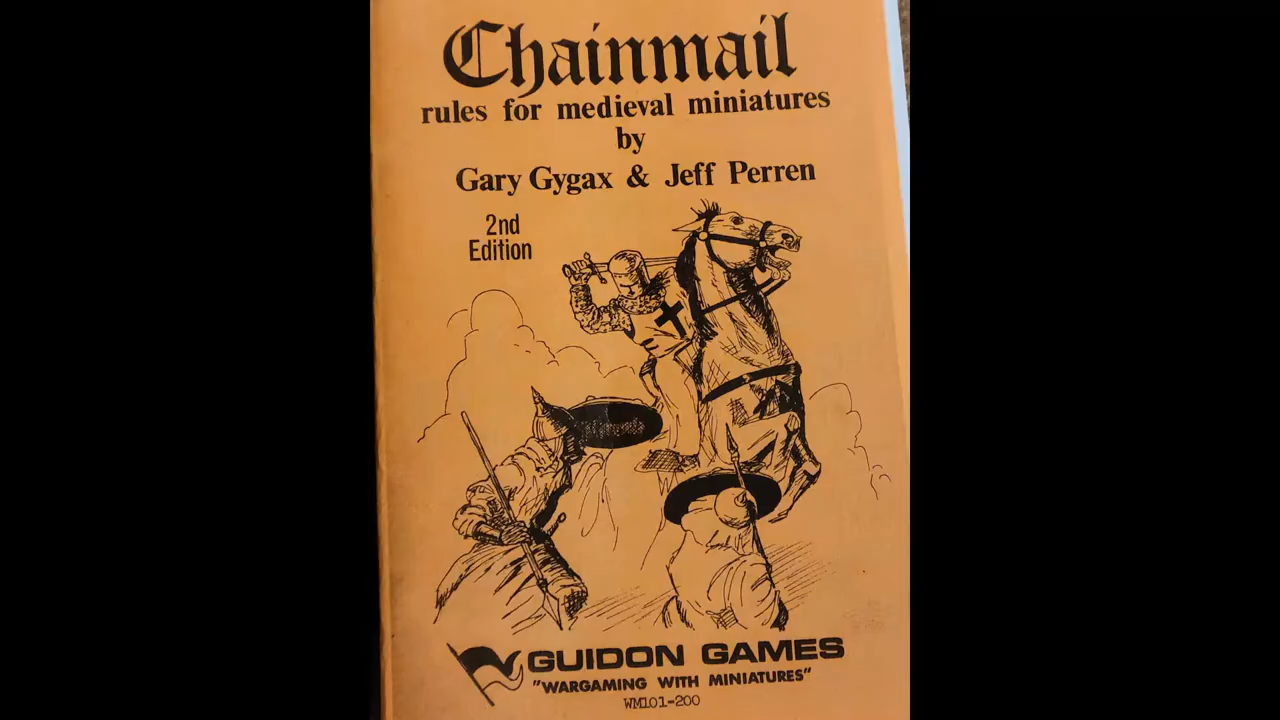 Chainmail
rules for medieval miniatures
by
Gary Gygax & Jeff Perren
2nd
Edition
GUIDON GAMES
"WARGAMING WITH MINIATURES"
WM101-200